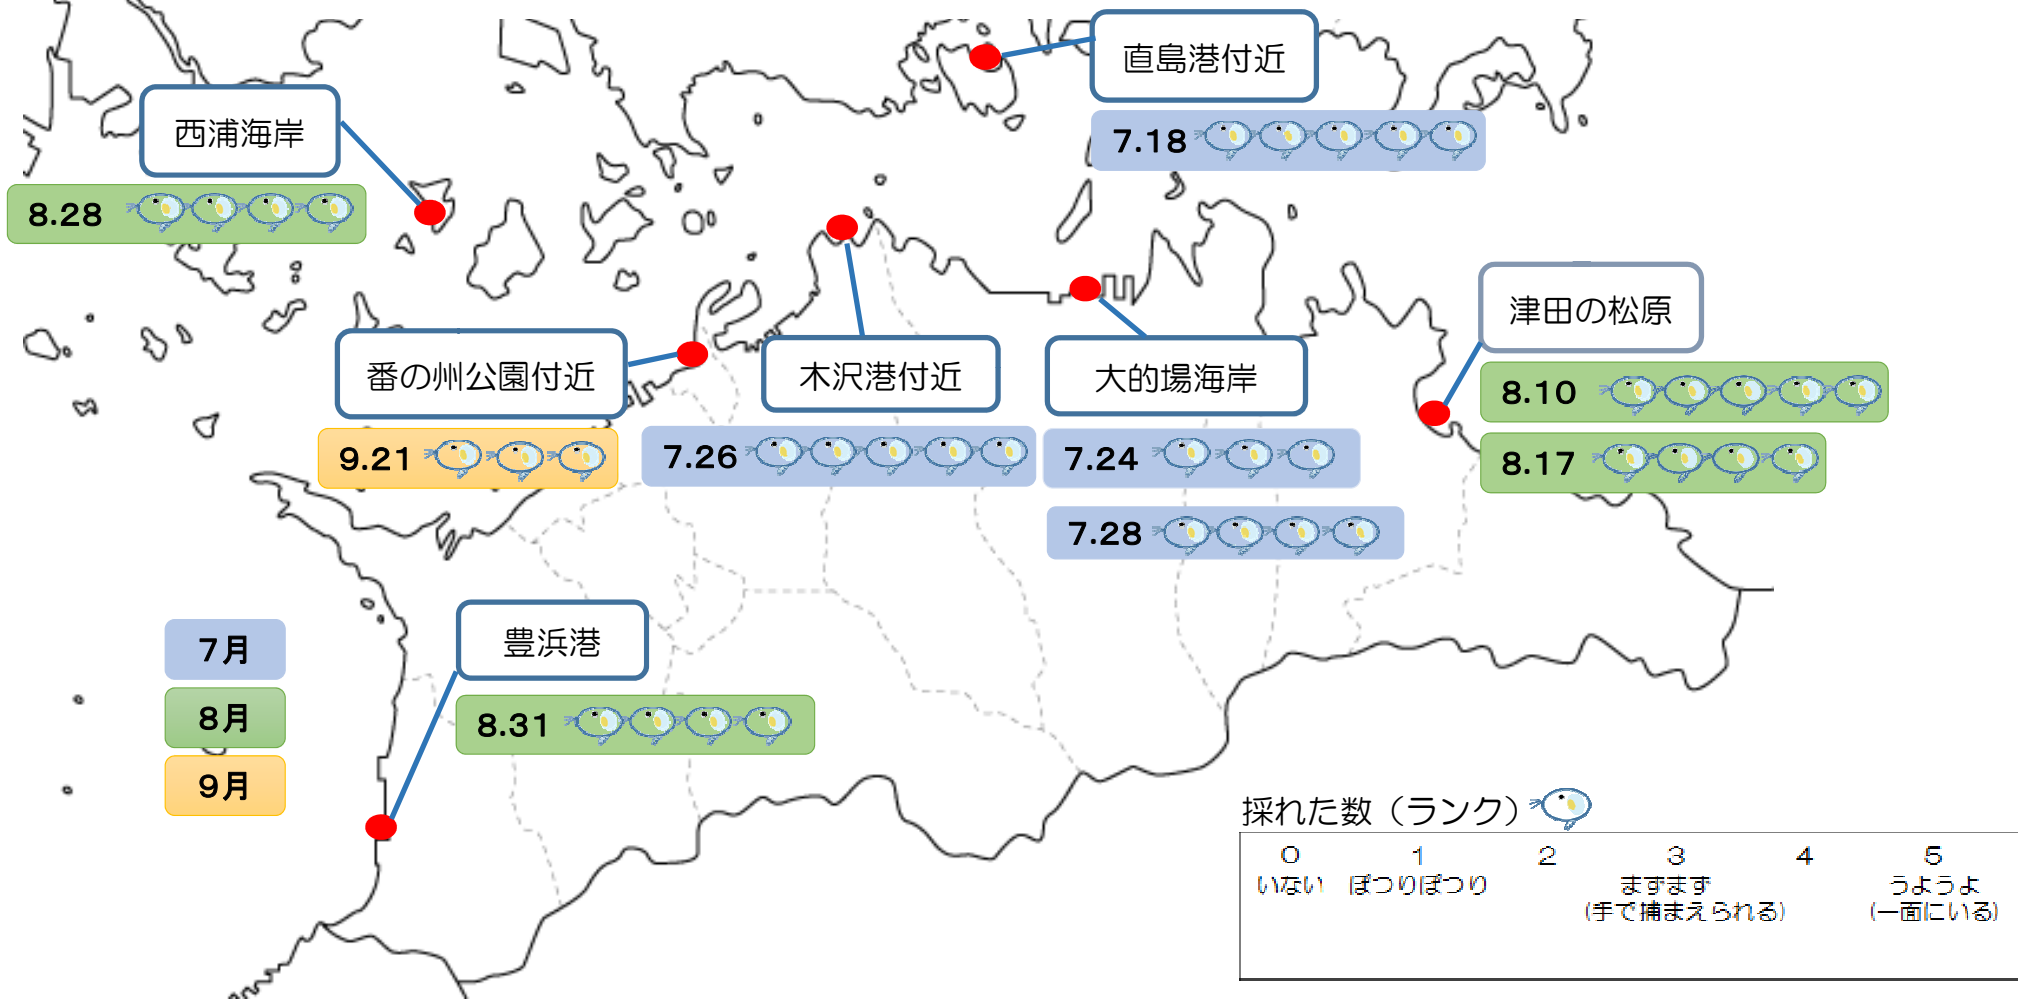 直島港付近
7.18
西浦海岸
8.28
津田の松原
8.10
8.17
番の州公園付近
9.21
木沢港付近
7.26
大的場海岸
7.24
7.28
豊浜港
8.31
7月
8月
9月
採れた数（ランク）
0 1 2 3 4 5
いない ぽつりぽつり まずまず うようよ
(手で捕まえられる) (一面にいる)